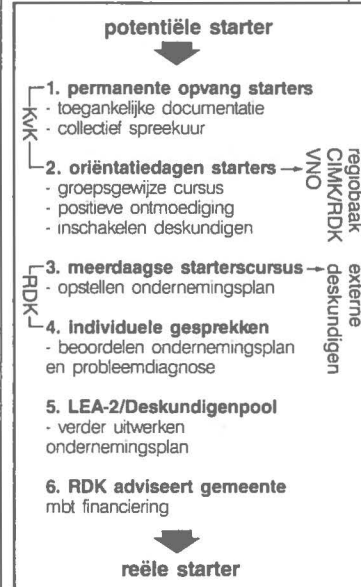 potentiële starter
1. permanente opvang starters
- toegankelijke documentatie
- collectief spreekuur
KvK
2. oriëntatiedagen starters
- groepsgewijze cursus
- positieve ontmoediging
- inschakelen deskundigen
regiobaak
CIMK/RDK
VNO
3. meerdaagse starterscursus
- opstellen ondernemingsplan
RDK
externe
deskundigen
4. individuele gesprekken
- beoordelen ondernemingsplan
en probleemdiagnose
5. LEA-2/Deskundigenpool
- verder uitwerken
ondernemingsplan
6. RDK adviseert gemeente
mbt financiering
reële starter